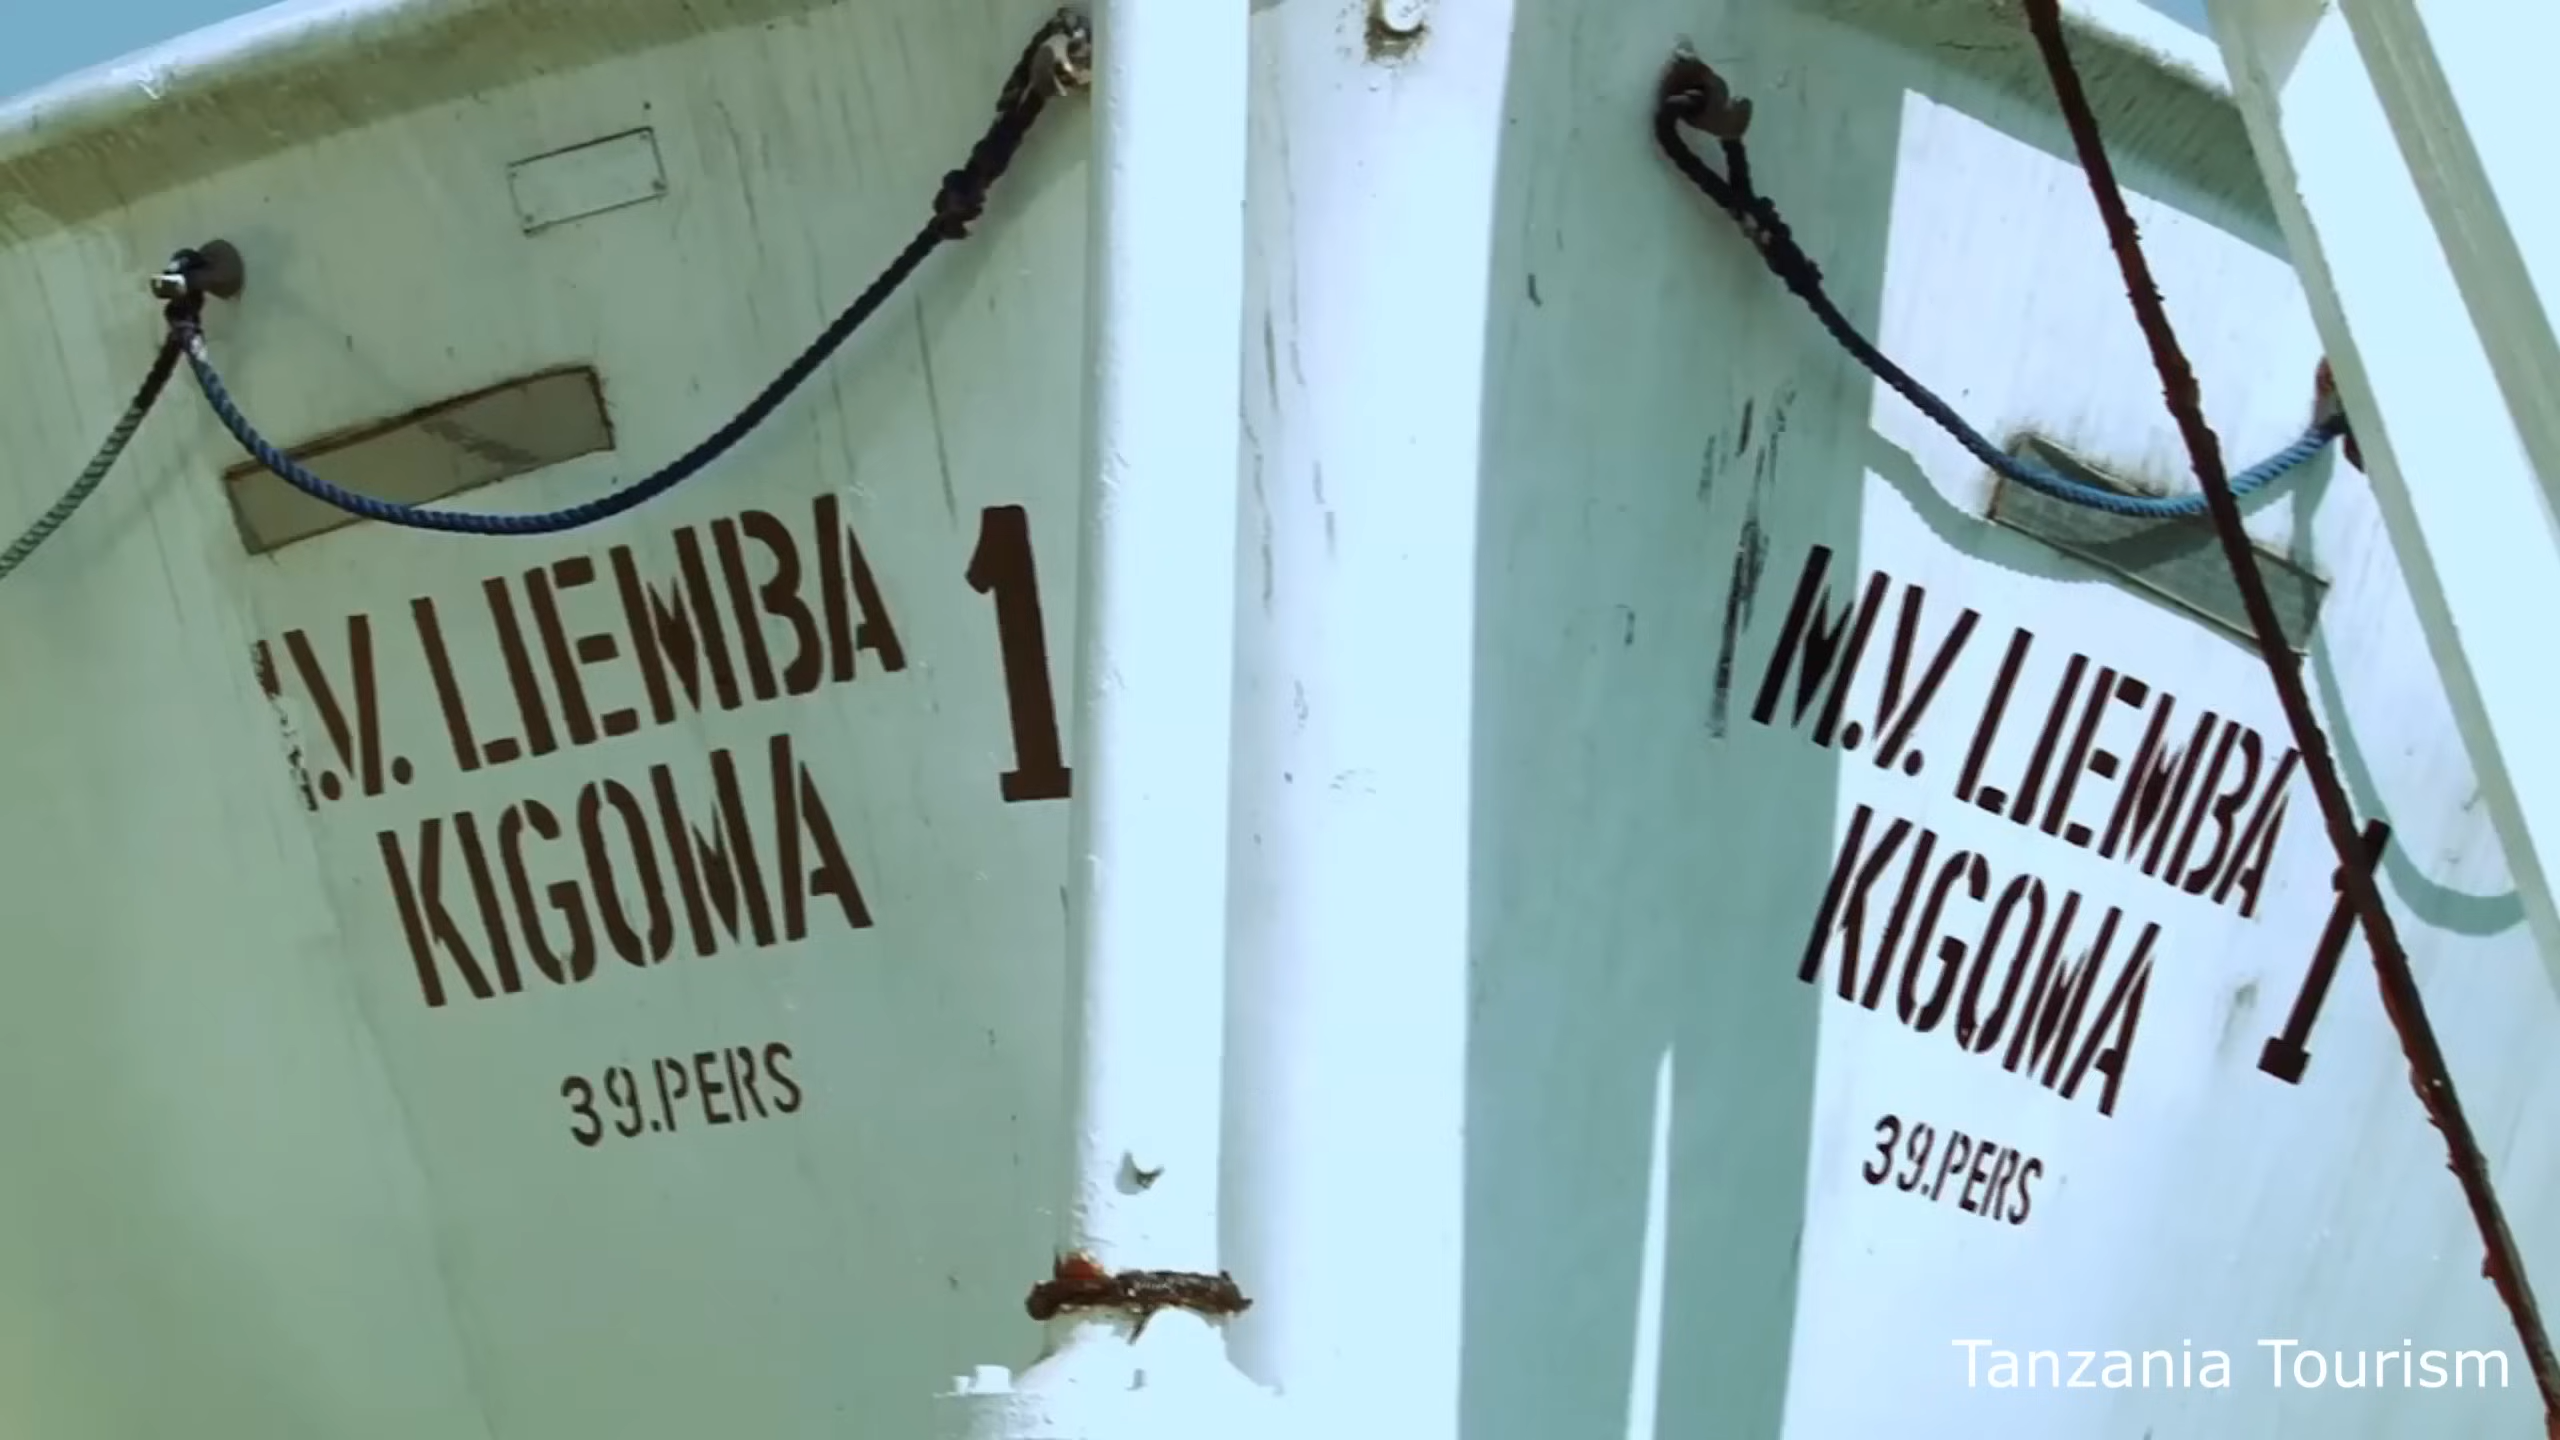 .V. LIEMBA 1
KIGOMA
39.PERS
M.V. LIEMBA
KIGOMA 1
39.PERS
Tanzania Tourism